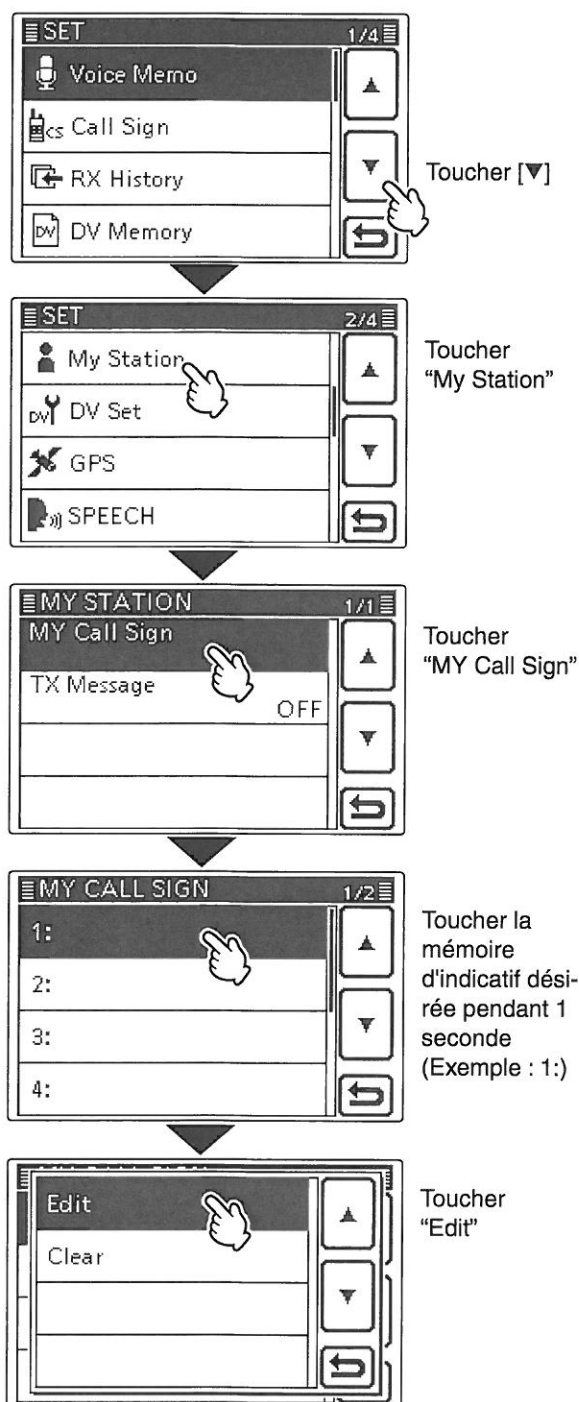 SET 1/4
Voice Memo
CS Call Sign
RX History
DV DV Memory
Toucher [▼]
SET 2/4
My Station
DV DV Set
GPS
SPEECH
Toucher
“My Station”
MY STATION 1/1
MY Call Sign
TX Message
OFF
Toucher
“MY Call Sign”
MY CALL SIGN 1/2
1:
2:
3:
4:
Toucher la
mémoire
d'indicatif dési-
rée pendant 1
seconde
(Exemple : 1:)
Edit
Clear
Toucher
“Edit”